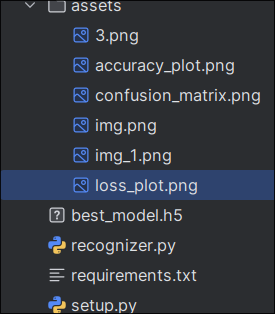 assets
3.png
accuracy_plot.png
confusion_matrix.png
img.png
img_1.png
loss_plot.png
best_model.h5
recognizer.py
requirements.txt
setup.py